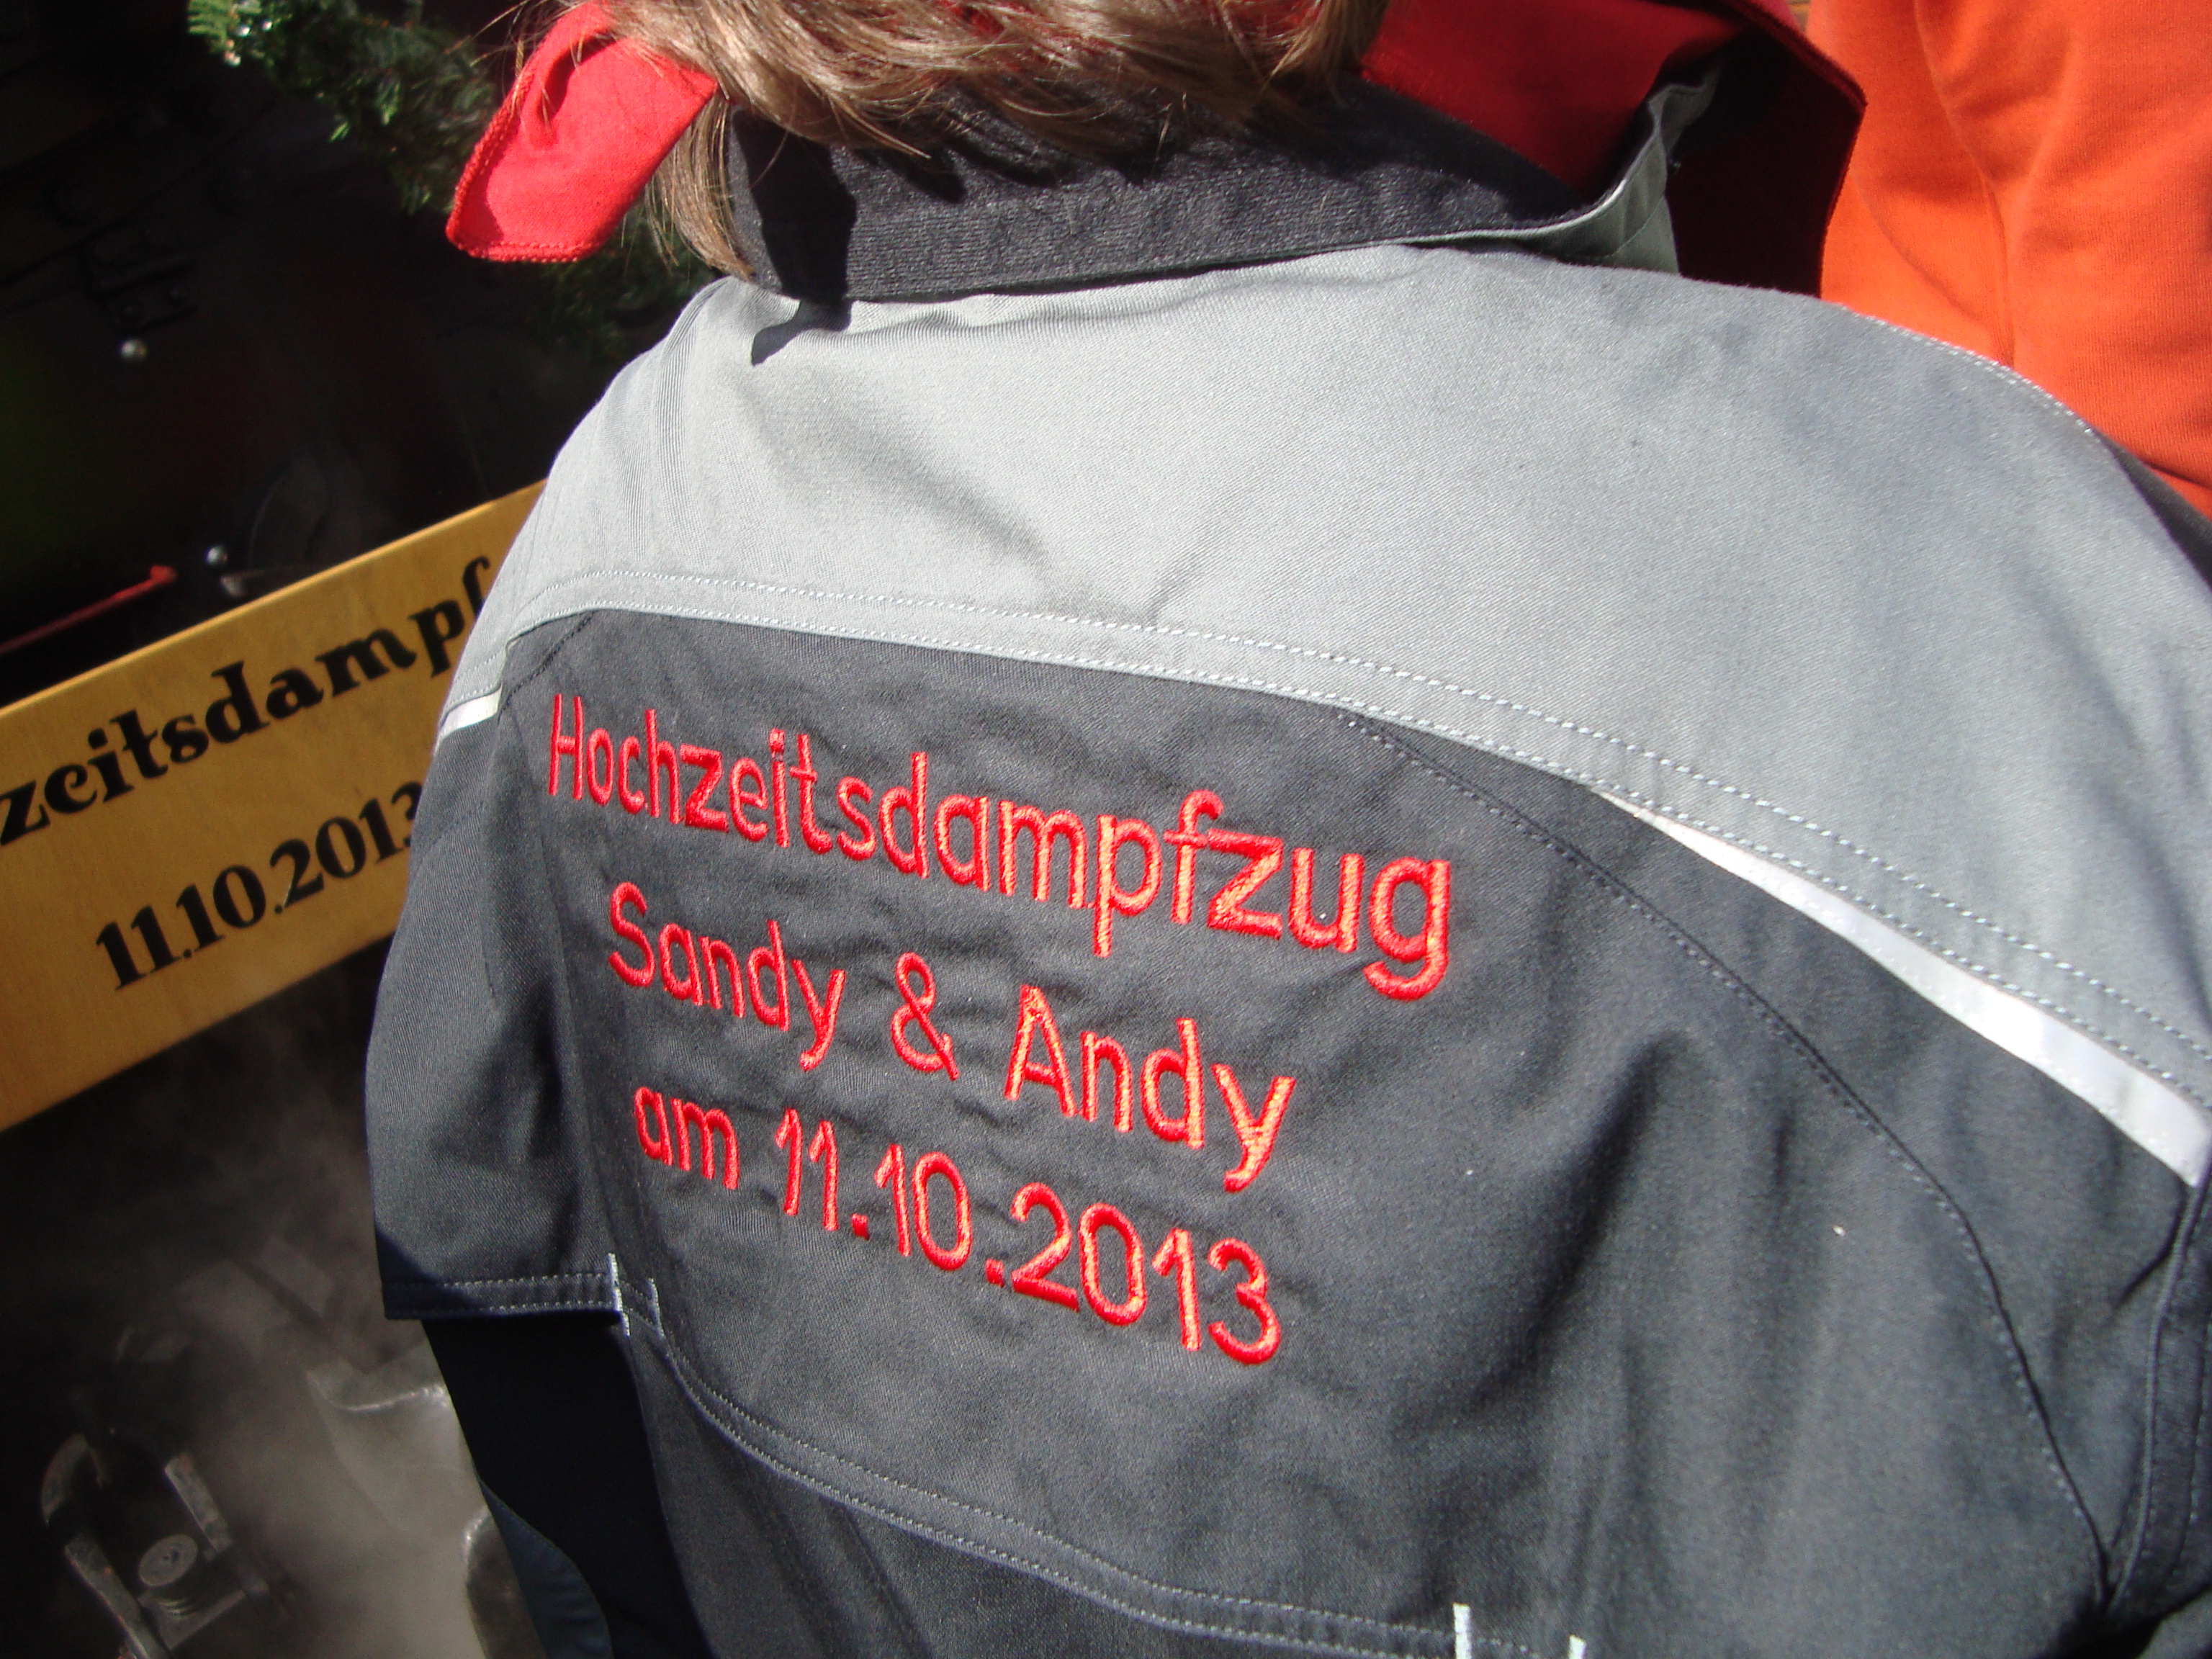 zeitsdampf
11.10.2013
Hochzeitsdampfzug
Sandy & Andy
am 11.10.2013